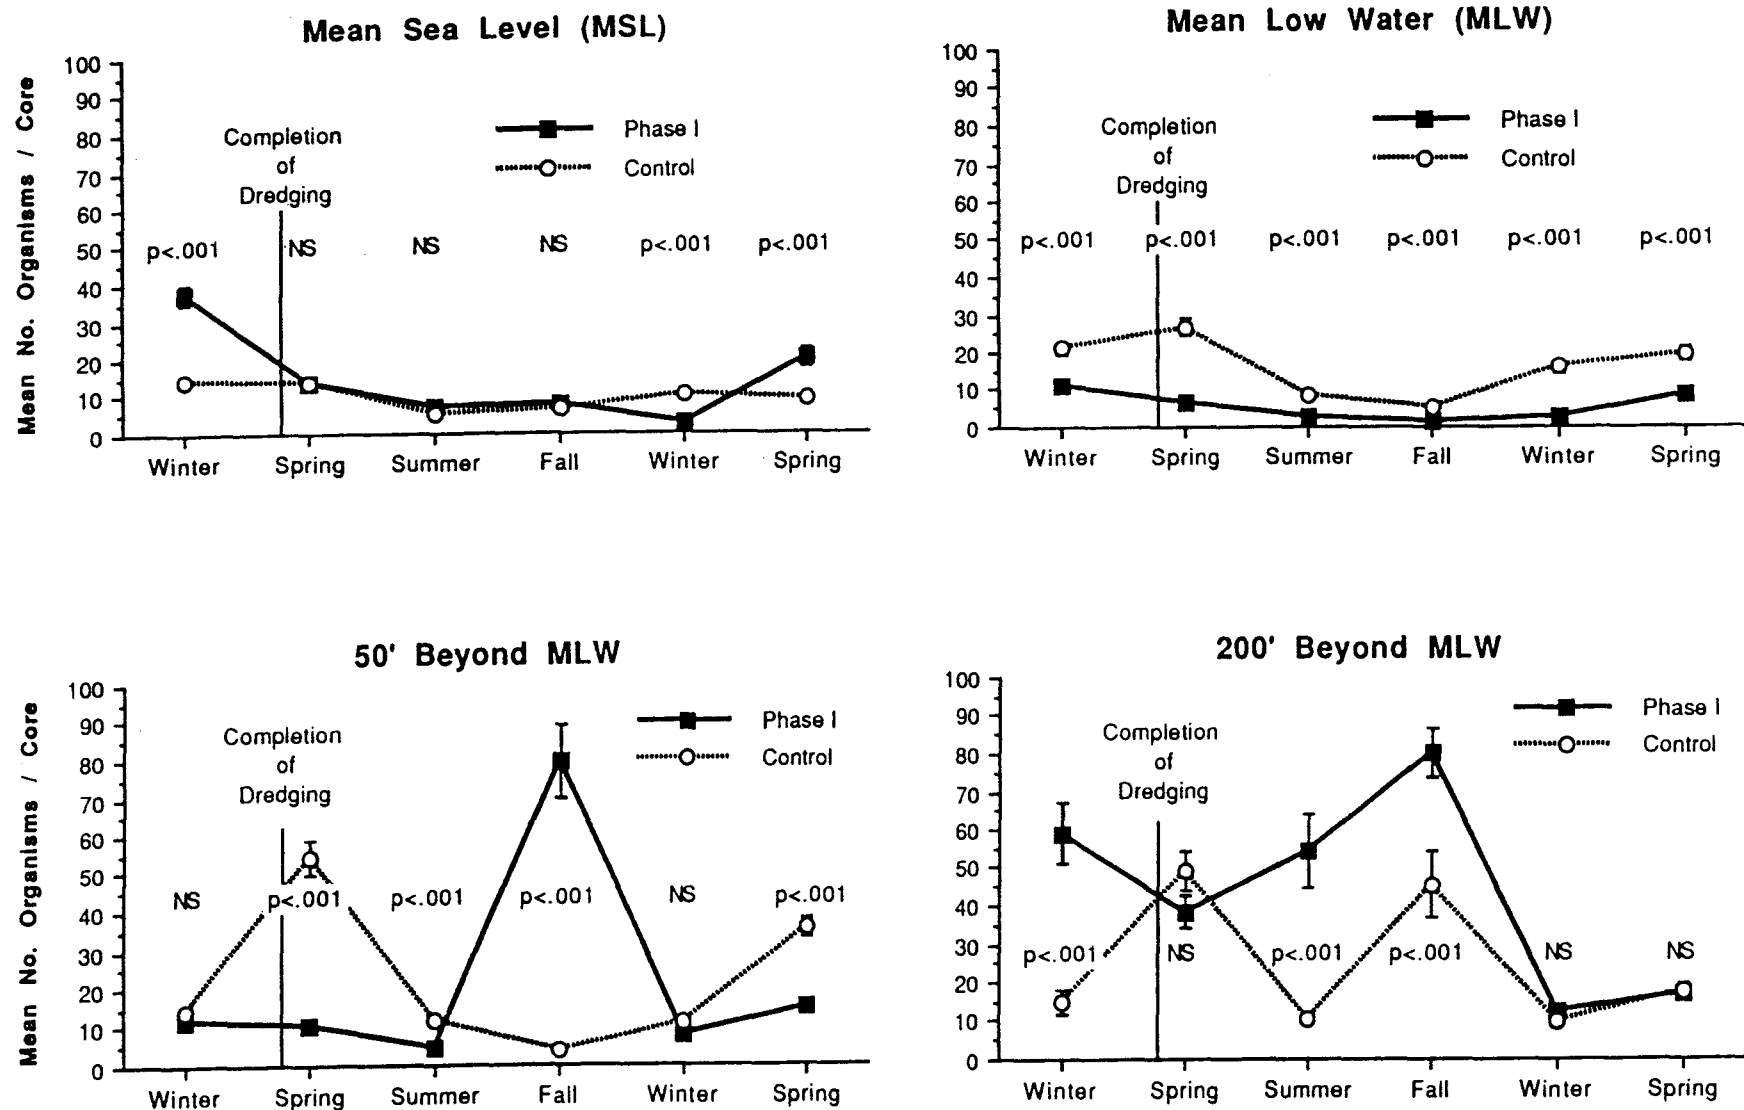 Mean Sea Level (MSL)
Mean No. Organisms / Core
100
90
80
70
60
50
40
30
20
10
0
Completion
of
Dredging
Phase I
Control
p<.001
NS
NS
NS
p<.001
p<.001
Winter
Spring
Summer
Fall
Winter
Spring
Mean Low Water (MLW)
100
90
80
70
60
50
40
30
20
10
0
Completion
of
Dredging
Phase I
Control
p<.001
p<.001
p<.001
p<.001
p<.001
p<.001
Winter
Spring
Summer
Fall
Winter
Spring
50' Beyond MLW
Mean No. Organisms / Core
100
90
80
70
60
50
40
30
20
10
0
Completion
of
Dredging
Phase I
Control
NS
p<.001
p<.001
p<.001
NS
p<.001
Winter
Spring
Summer
Fall
Winter
Spring
200' Beyond MLW
100
90
80
70
60
50
40
30
20
10
0
Completion
of
Dredging
Phase I
Control
p<.001
NS
p<.001
p<.001
NS
NS
Winter
Spring
Summer
Fall
Winter
Spring